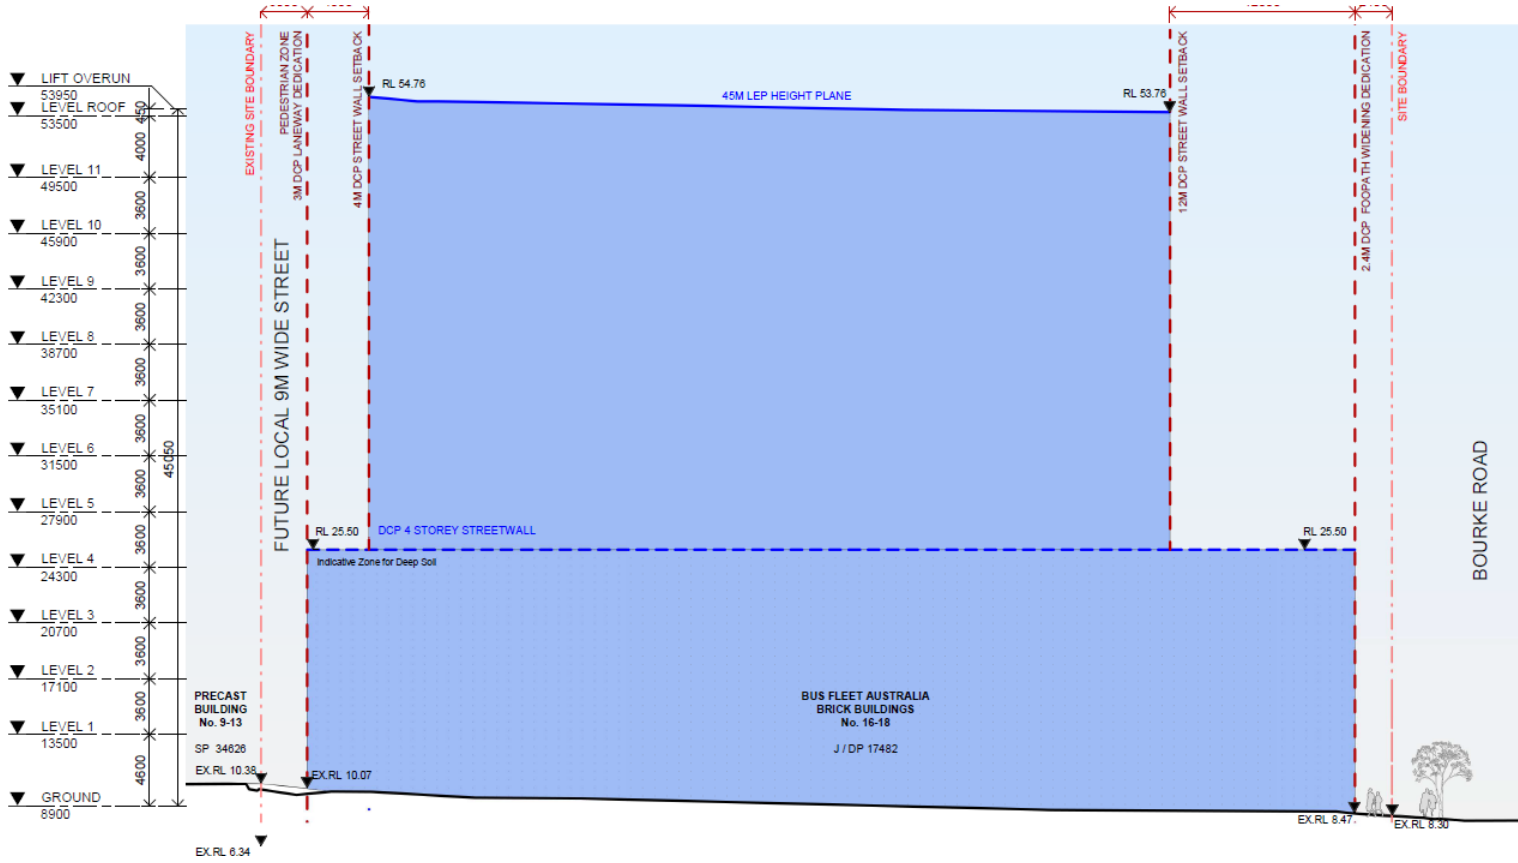 LIFT OVERUN
53950
LEVEL ROOF
53500
LEVEL 11
49500
LEVEL 10
45900
LEVEL 9
42300
LEVEL 8
38700
LEVEL 7
35100
LEVEL 6
31500
LEVEL 5
27900
LEVEL 4
24300
LEVEL 3
20700
LEVEL 2
17100
LEVEL 1
13500
GROUND
8900
450
4000
3600
3600
3600
3600
3600
3600
3600
3600
3600
3600
4600
45050
EXISTING SITE BOUNDARY
PEDESTRIAN ZONE
3M DCP LANEWAY DEDICATION
4M DCP STREET WALL SETBACK
FUTURE LOCAL 9M WIDE STREET
RL 54.76
45M LEP HEIGHT PLANE
RL 53.76
12M DCP STREET WALL SETBACK
2.4M DCP FOOPATH WIDENING DEDICATION
SITE BOUNDARY
BOURKE ROAD
RL 25.50
DCP 4 STOREY STREETWALL
RL 25.50
Indicative Zone for Deep Soil
PRECAST
BUILDING
No. 9-13
SP 34626
EX.RL 10.38
EX.RL 10.07
BUS FLEET AUSTRALIA
BRICK BUILDINGS
No. 16-18
J / DP 17482
EX.RL 8.47
EX.RL 8.30
EX.RL 6.34